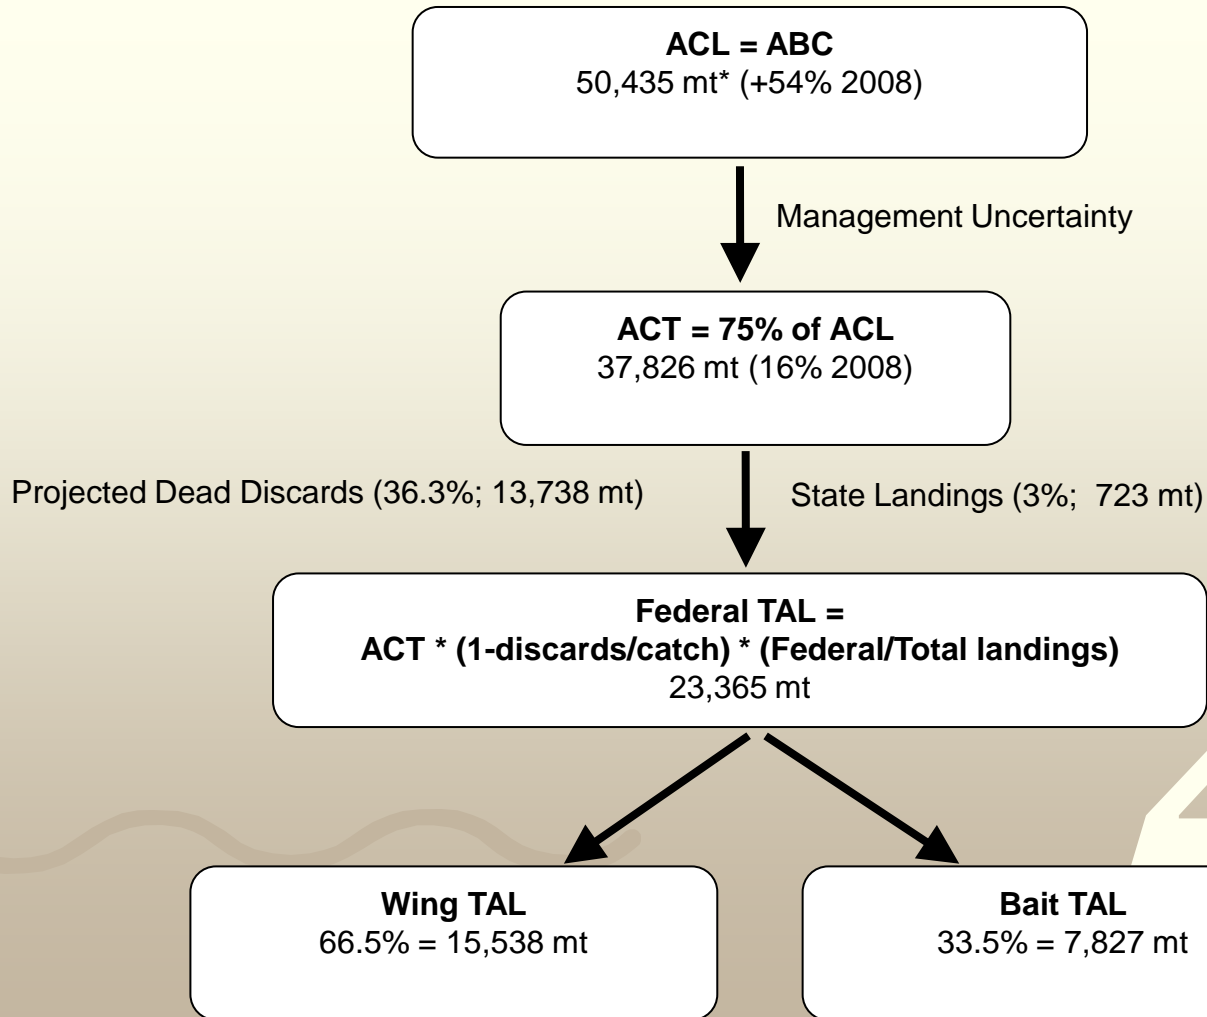 ACL = ABC
50,435 mt* (+54% 2008)
Management Uncertainty
ACT = 75% of ACL
37,826 mt (16% 2008)
Projected Dead Discards (36.3%; 13,738 mt)
State Landings (3%;  723 mt)
Federal TAL =
ACT * (1-discards/catch) * (Federal/Total landings)
23,365 mt
Wing TAL
66.5% = 15,538 mt
Bait TAL
33.5% = 7,827 mt